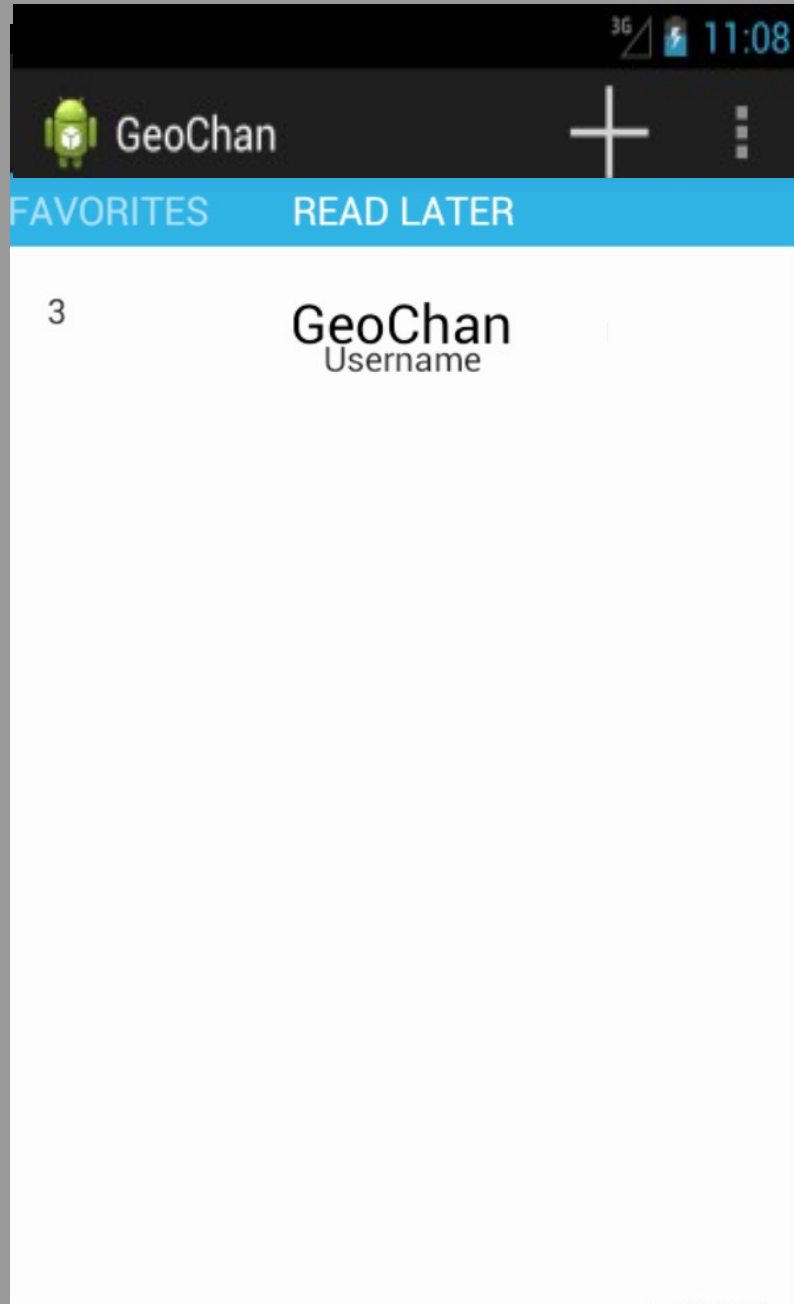 3G 11:08
GeoChan
FAVORITES READ LATER
3 GeoChan
Username